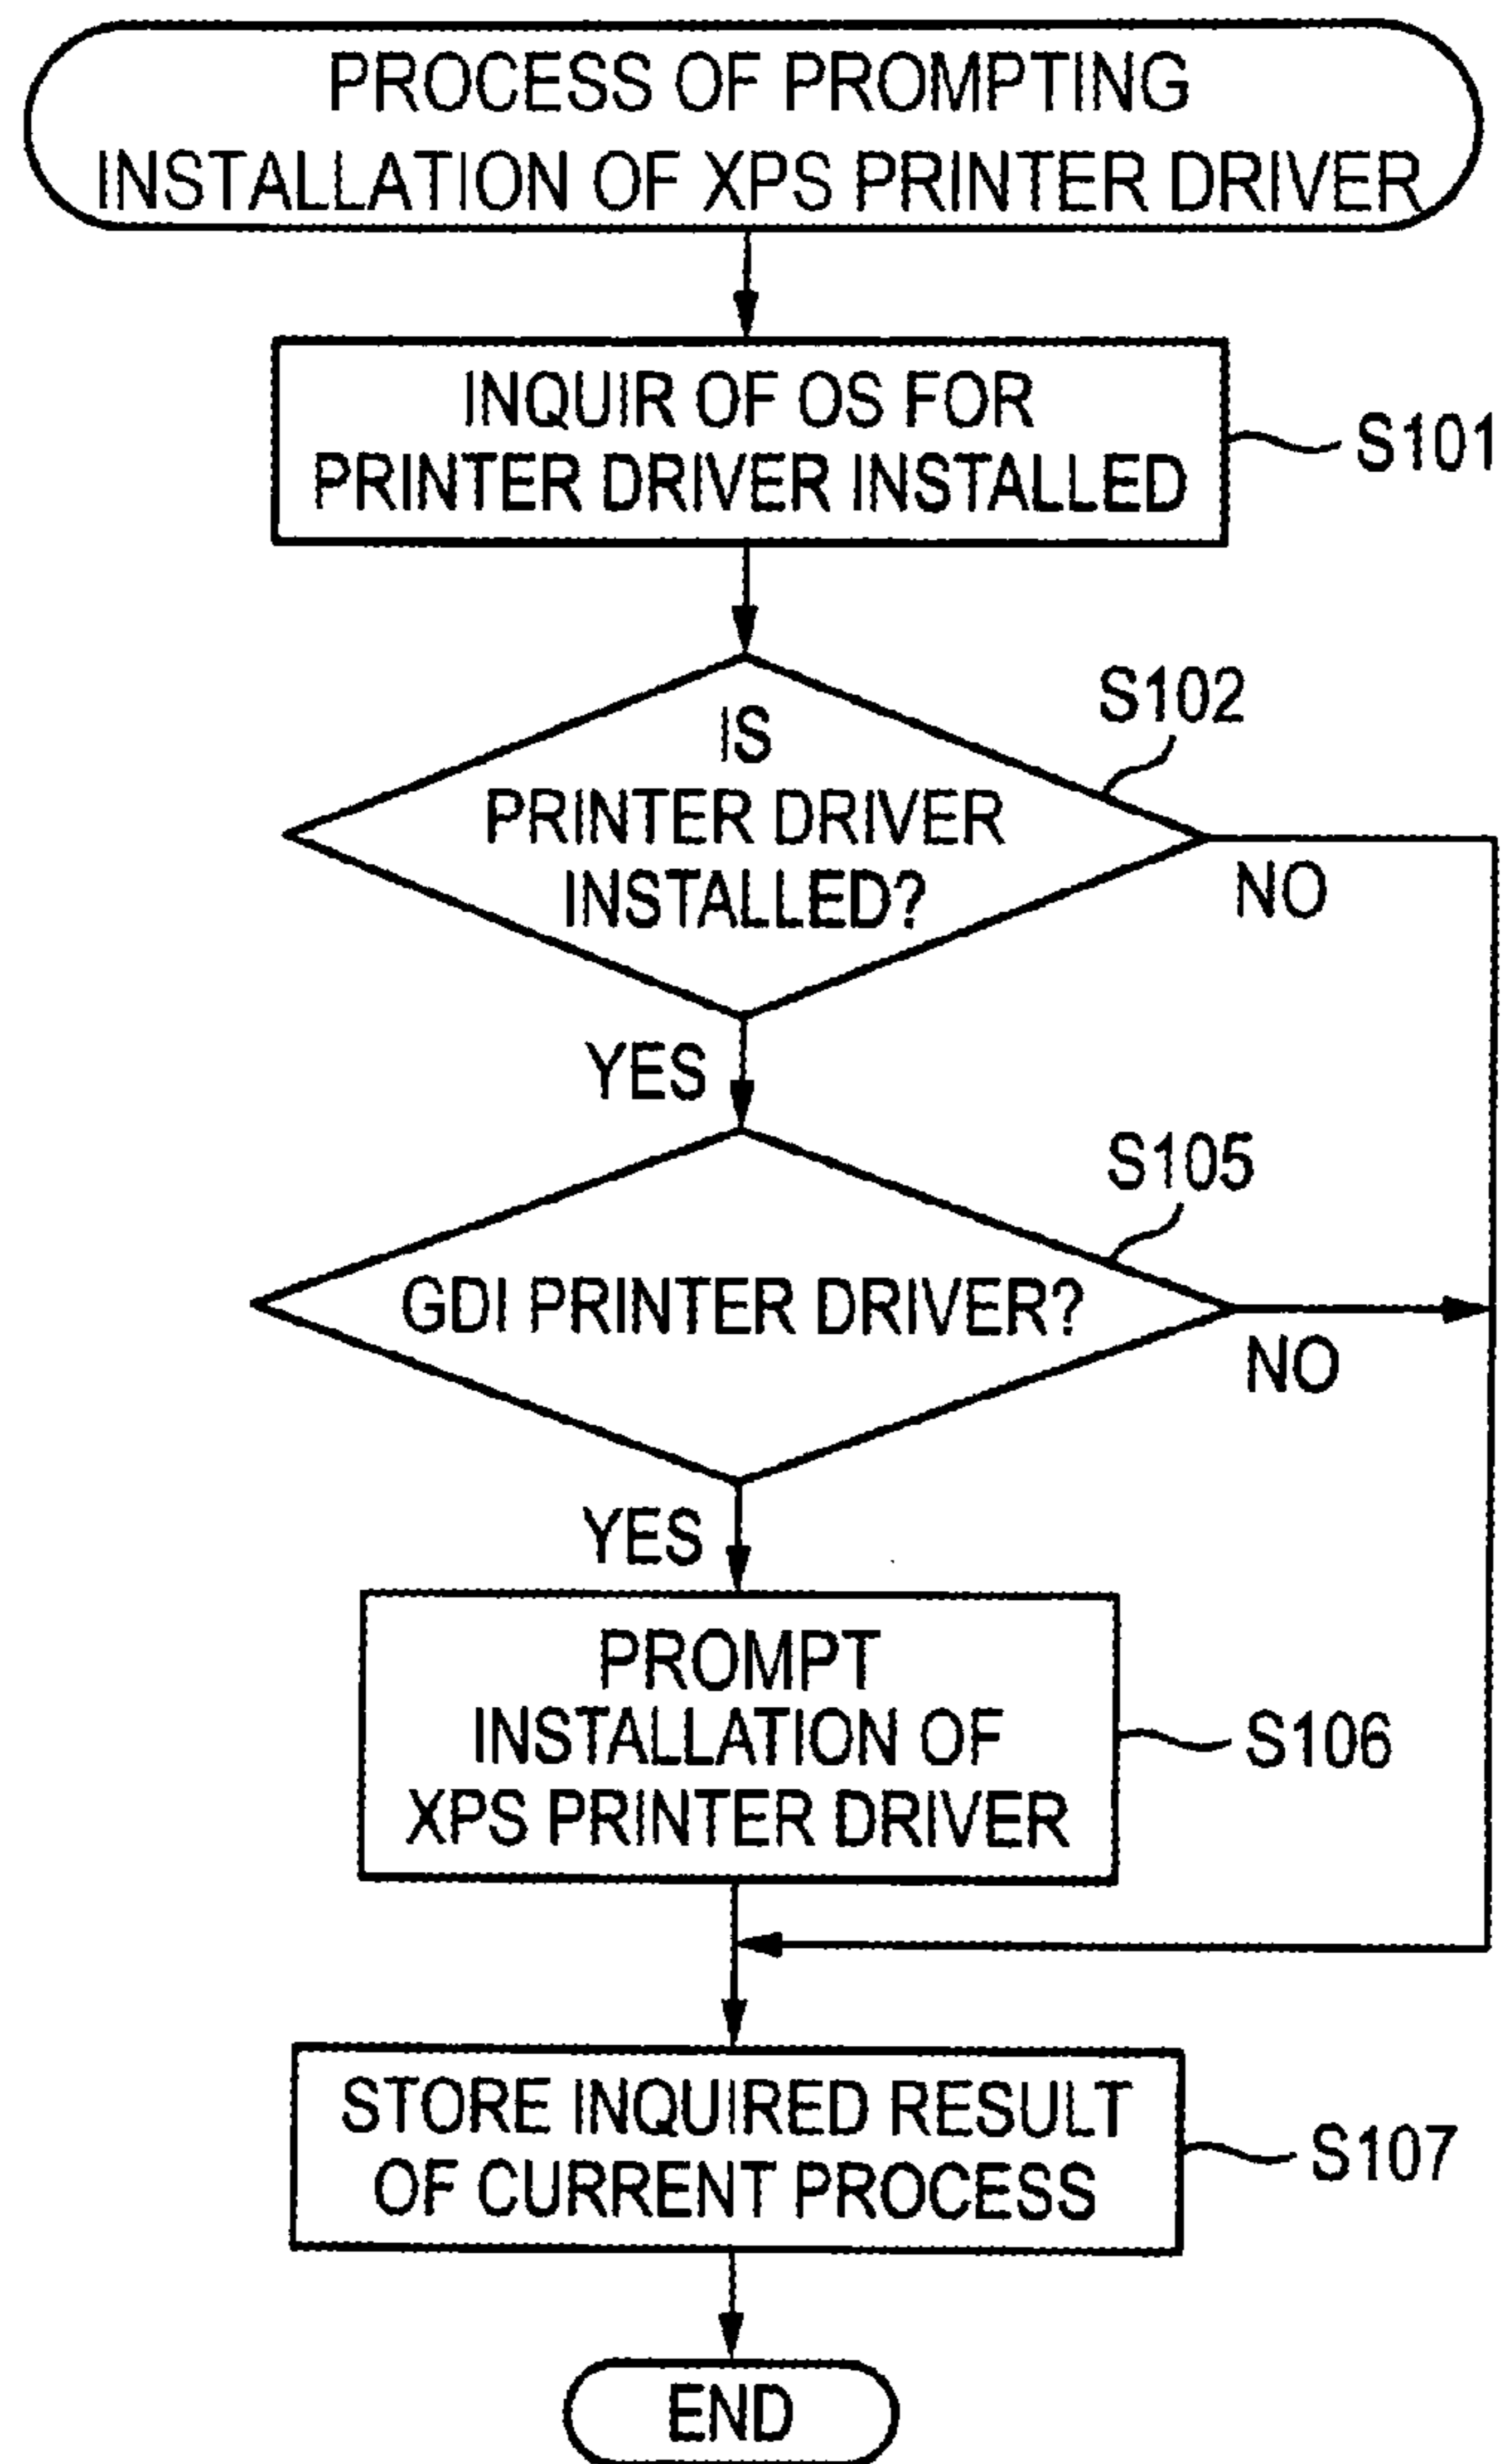 PROCESS OF PROMPTING
INSTALLATION OF XPS PRINTER DRIVER
INQUIR OF OS FOR
PRINTER DRIVER INSTALLED
S101
S102
IS
PRINTER DRIVER
INSTALLED?
NO
YES
S105
GDI PRINTER DRIVER?
NO
YES
PROMPT
INSTALLATION OF
XPS PRINTER DRIVER
S106
STORE INQUIRED RESULT
OF CURRENT PROCESS
S107
END